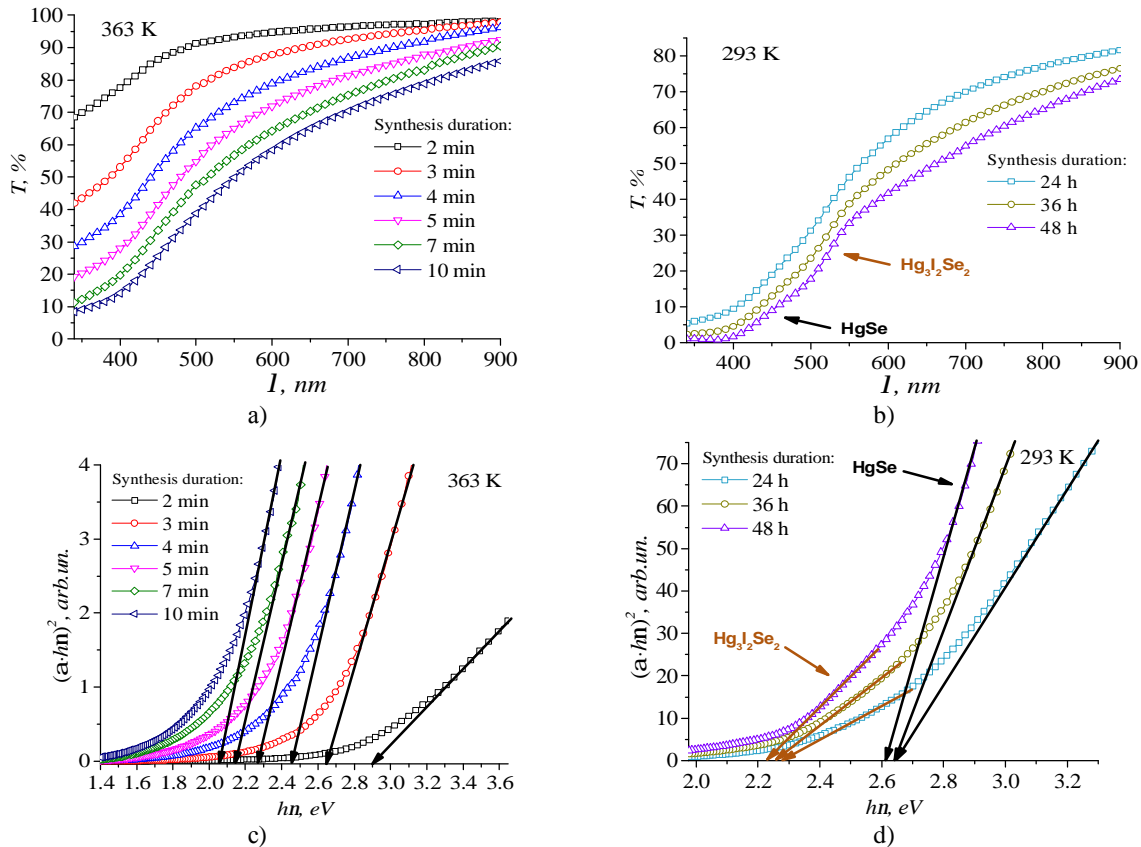 363 K
T, %
100
90
80
70
60
50
40
30
20
10
0
Synthesis duration:
2 min
3 min
4 min
5 min
7 min
10 min
400 500 600 700 800 900
l, nm
a)
293 K
T, %
80
70
60
50
40
30
20
10
0
Synthesis duration:
24 h
36 h
48 h
Hg₃I₂Se₂
HgSe
400 500 600 700 800 900
l, nm
b)
363 K
(a·hn)², arb.un.
4
3
2
1
0
Synthesis duration:
2 min
3 min
4 min
5 min
7 min
10 min
1.4 1.6 1.8 2.0 2.2 2.4 2.6 2.8 3.0 3.2 3.4 3.6
hn, eV
c)
293 K
(a·hn)², arb.un.
70
60
50
40
30
20
10
0
Synthesis duration:
24 h
36 h
48 h
HgSe
Hg₃I₂Se₂
2.0 2.2 2.4 2.6 2.8 3.0 3.2
hn, eV
d)